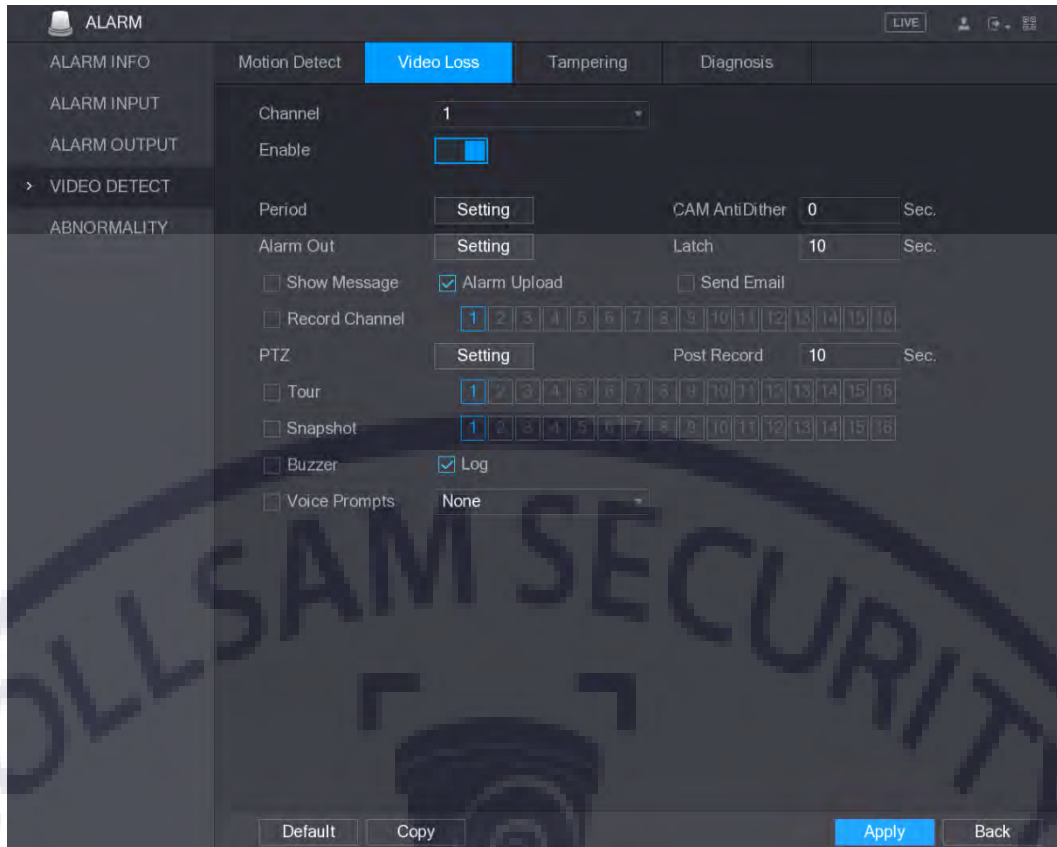 ALARM LIVE
ALARM INFO
ALARM INPUT
ALARM OUTPUT
> VIDEO DETECT
ABNORMALITY
Motion Detect Video Loss Tampering Diagnosis
Channel 1
Enable
Period Setting CAM AntiDither 0 Sec.
Alarm Out Setting Latch 10 Sec.
Show Message Alarm Upload Send Email
Record Channel 1 2 3 4 5 6 7 8 9 10 11 12 13 14 15 16
PTZ Setting Post Record 10 Sec.
Tour 1 2 3 4 5 6 7 8 9 10 11 12 13 14 15 16
Snapshot 1 2 3 4 5 6 7 8 9 10 11 12 13 14 15 16
Buzzer Log
Voice Prompts None
OLLSAM SECURIT
Default Copy Apply Back